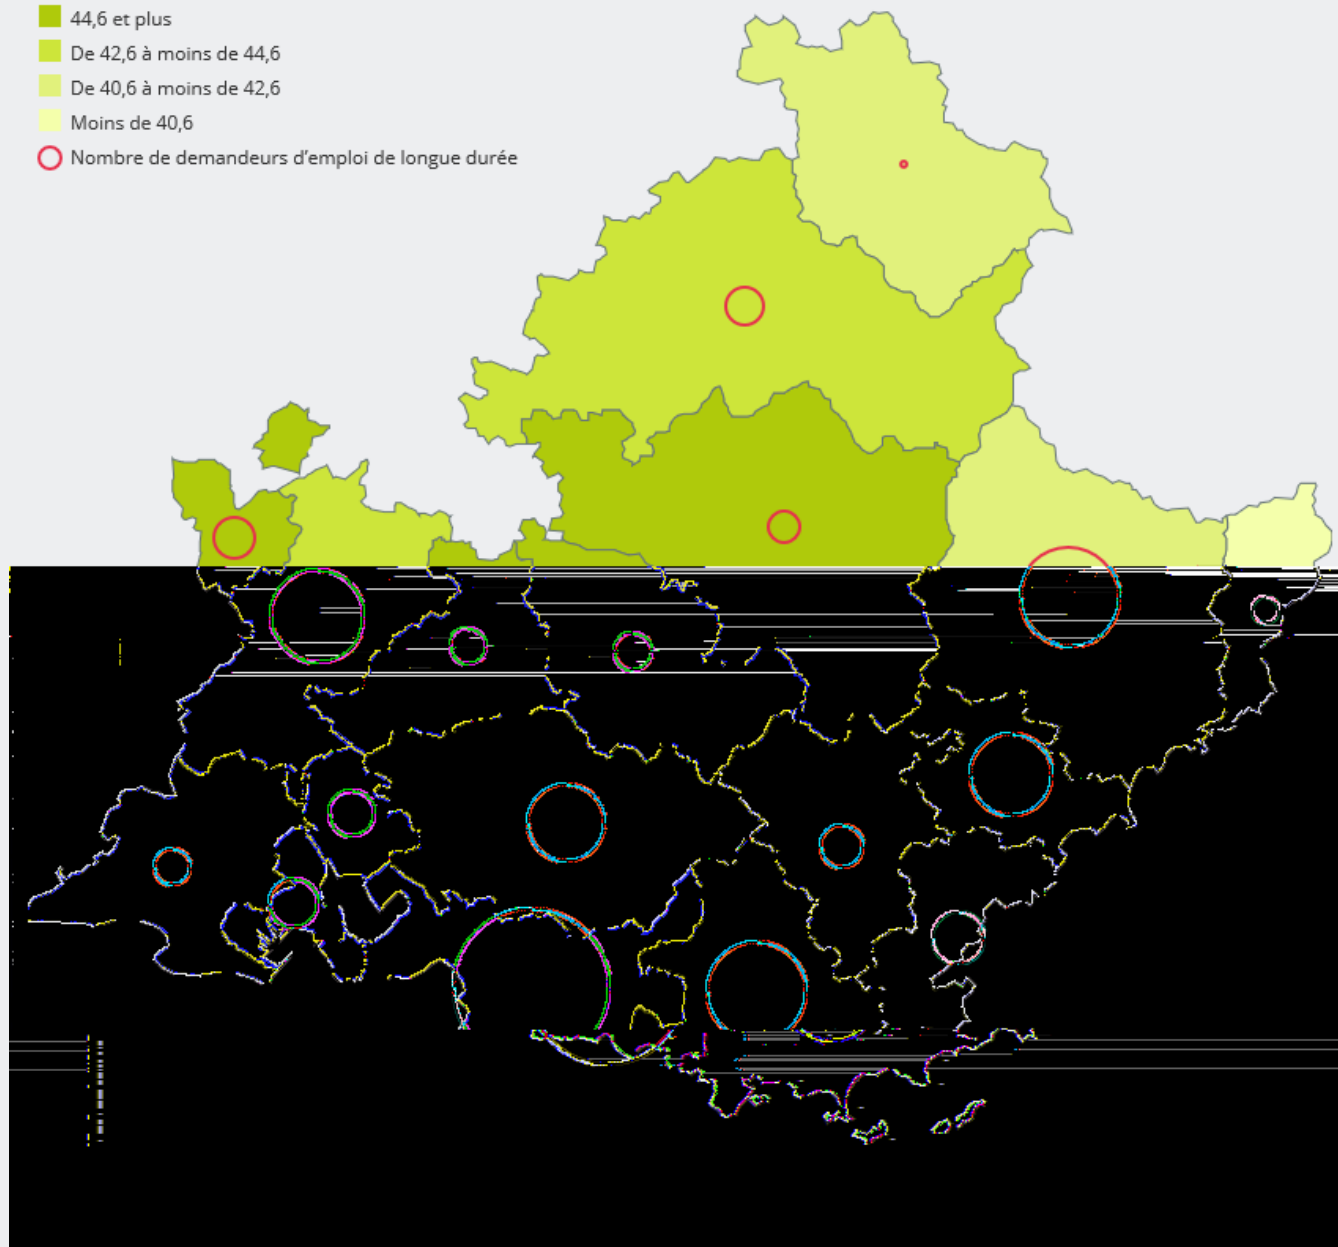 44,6 et plus
De 42,6 à moins de 44,6
De 40,6 à moins de 42,6
Moins de 40,6
Nombre de demandeurs d'emploi de longue durée